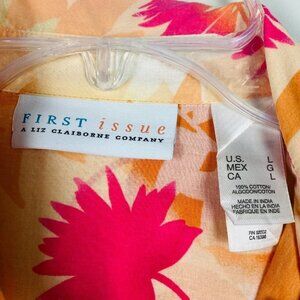 FIRST issue
A LIZ CLAIBORNE COMPANY
U.S. L
MEX G
CA L
100% COTTON/
ALGODON/COTON
MADE IN INDIA
HECHO EN LA INDIA
FABRIQUE EN INDE